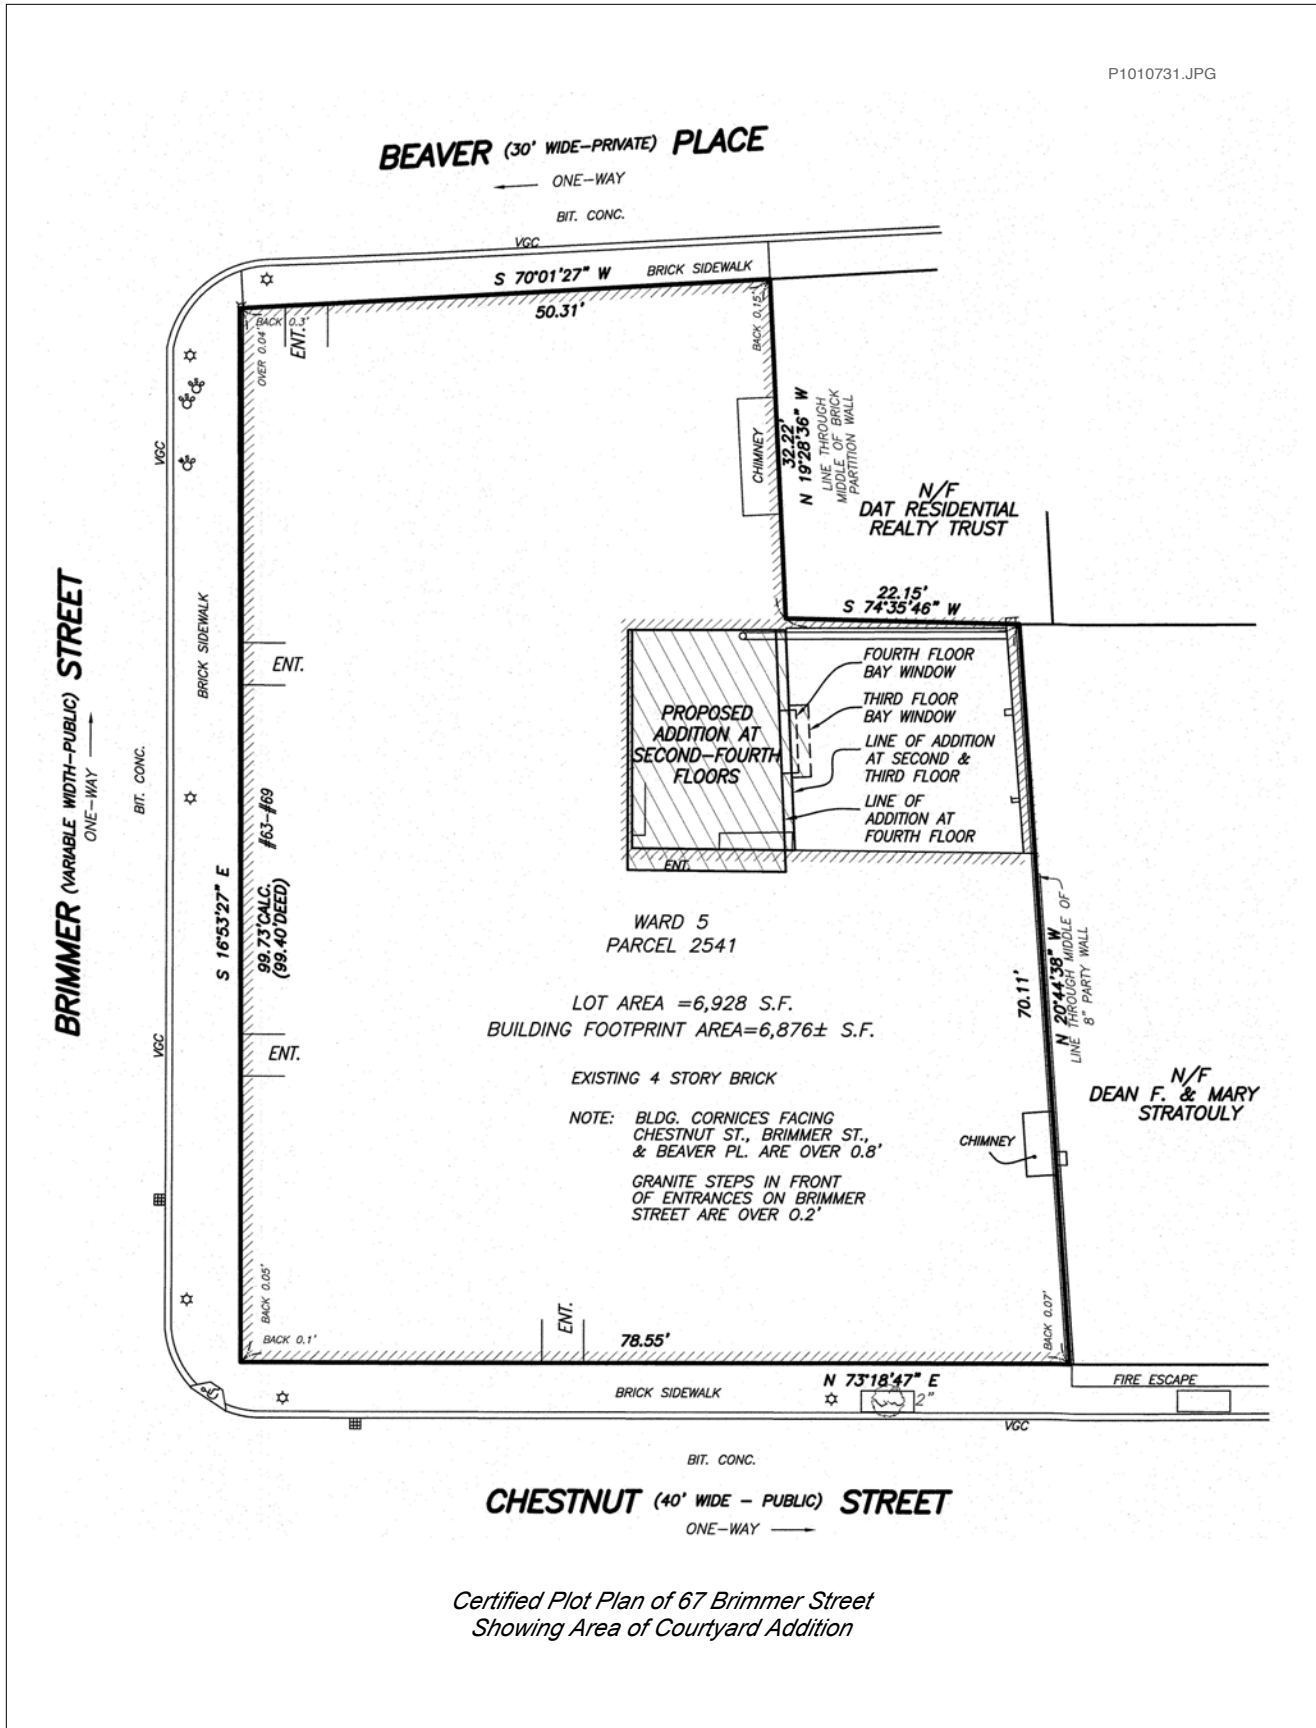 P1010731.JPG
BEAVER (30' WIDE-PRIVATE) PLACE
ONE-WAY
BIT. CONC.
VGC
S 70°01'27" W
BRICK SIDEWALK
50.31'
BACK 0.3'
OVER 0.04'
ENT.
BACK 0.15'
CHIMNEY
32.22'
N 19°28'36" W
LINE THROUGH
MIDDLE OF BRICK
PARTITION WALL
N/F
DAT RESIDENTIAL
REALTY TRUST
22.15'
S 74°35'46" W
VGC
BRICK SIDEWALK
ENT.
BRIMMER (VARIABLE WIDTH-PUBLIC) STREET
ONE-WAY
BIT. CONC.
#63-#69
S 16°53'27" E
99.73'CALC.
(99.40'DEED)
PROPOSED
ADDITION AT
SECOND-FOURTH
FLOORS
FOURTH FLOOR
BAY WINDOW
THIRD FLOOR
BAY WINDOW
LINE OF ADDITION
AT SECOND &
THIRD FLOOR
LINE OF
ADDITION AT
FOURTH FLOOR
ENT.
WARD 5
PARCEL 2541
70.11'
N 20°44'38" W
LINE THROUGH MIDDLE OF
8" PARTY WALL
LOT AREA =6,928 S.F.
BUILDING FOOTPRINT AREA=6,876± S.F.
VGC
ENT.
EXISTING 4 STORY BRICK
N/F
DEAN F. & MARY
STRATOULY
NOTE: BLDG. CORNICES FACING
CHESTNUT ST., BRIMMER ST.,
& BEAVER PL. ARE OVER 0.8'
CHIMNEY
GRANITE STEPS IN FRONT
OF ENTRANCES ON BRIMMER
STREET ARE OVER 0.2'
BACK 0.05'
BACK 0.1'
ENT.
78.55'
BACK 0.07'
N 73°18'47" E
FIRE ESCAPE
BRICK SIDEWALK
2"
VGC
BIT. CONC.
CHESTNUT (40' WIDE - PUBLIC) STREET
ONE-WAY
Certified Plot Plan of 67 Brimmer Street
Showing Area of Courtyard Addition